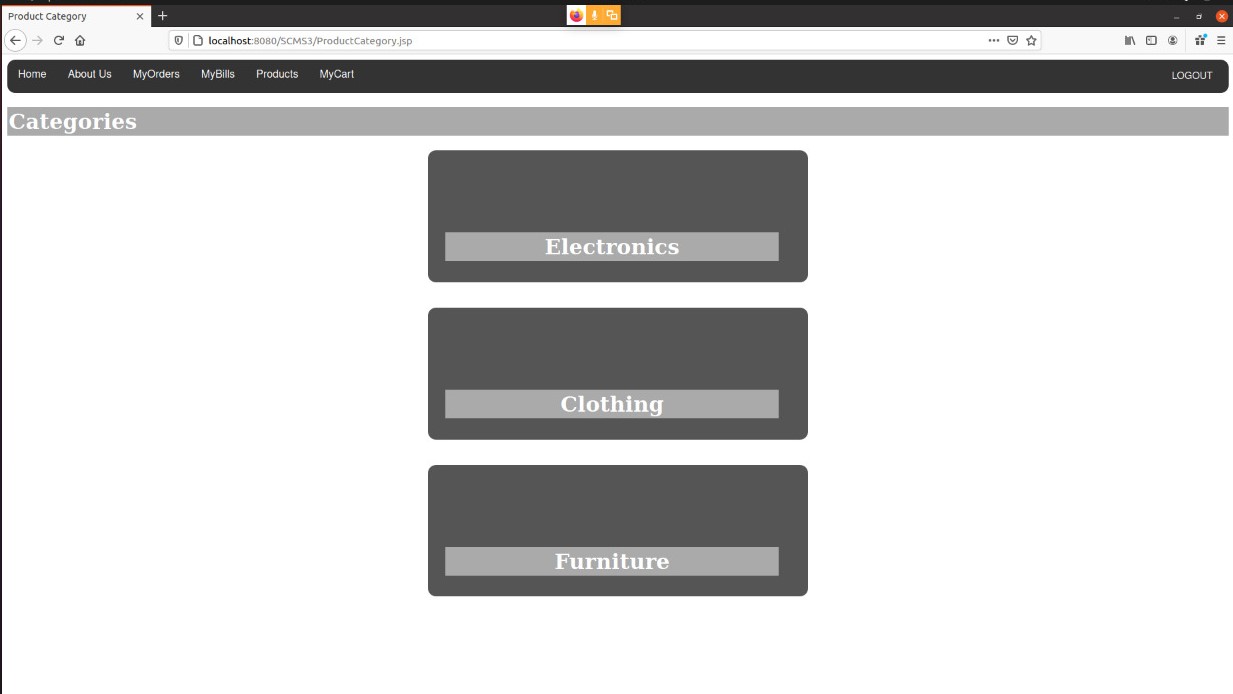 Product Category
localhost:8080/SCMS3/ProductCategory.jsp
Home About Us MyOrders MyBills Products MyCart LOGOUT
Categories
Electronics
Clothing
Furniture